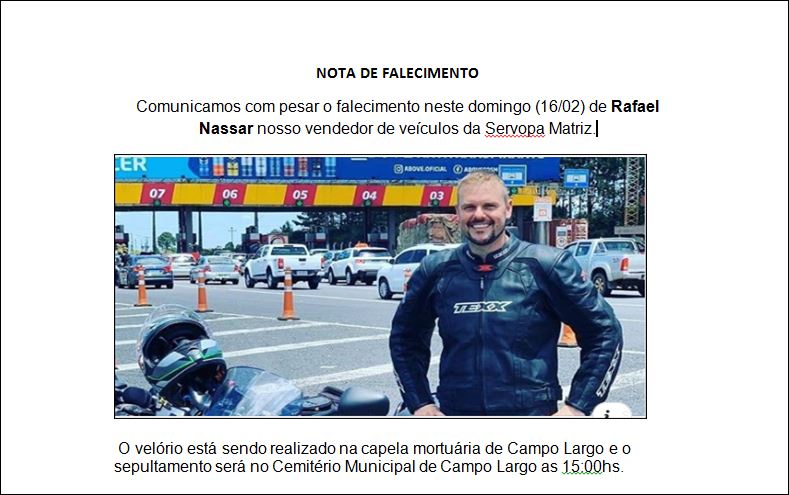 NOTA DE FALECIMENTO
Comunicamos com pesar o falecimento neste domingo (16/02) de Rafael
Nassar nosso vendedor de veículos da Servopa Matriz.
LER
ABOVE.OFICIAL
07
06
05
04
03
TEXX
TEXX
O velório está sendo realizado na capela mortuária de Campo Largo e o
sepultamento será no Cemitério Municipal de Campo Largo as 15:00hs.